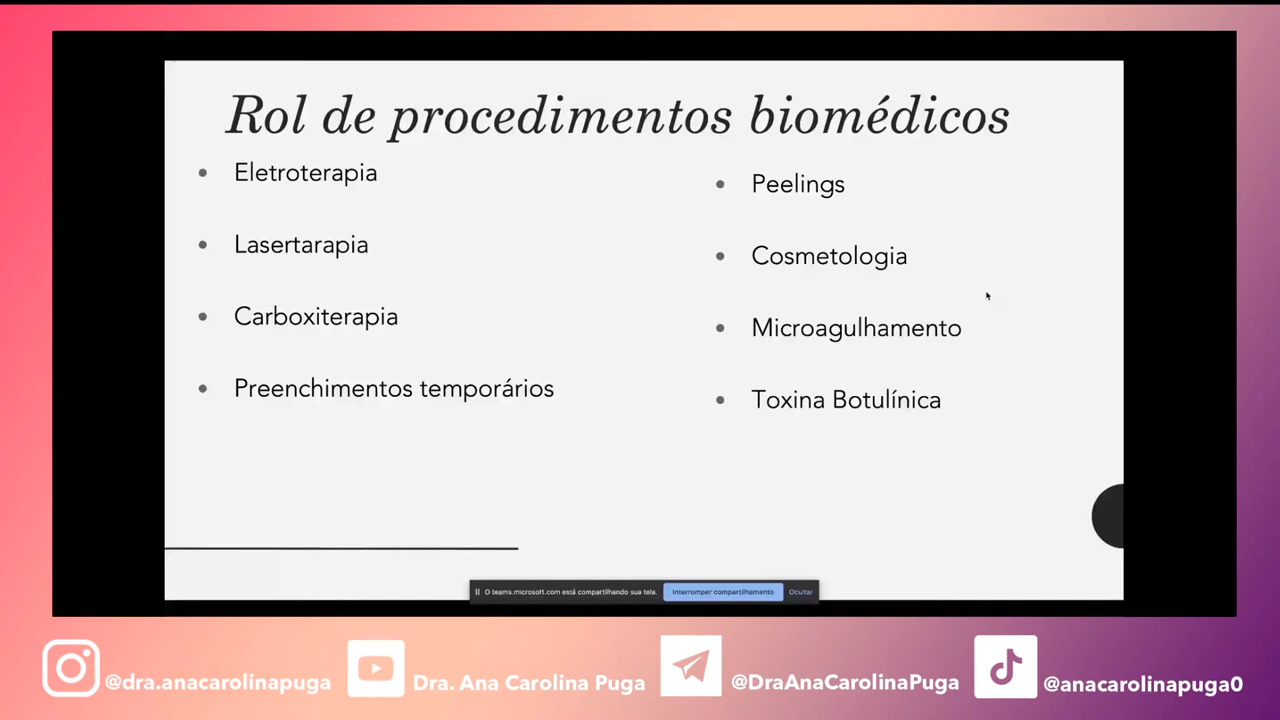 Rol de procedimentos biomédicos
Eletroterapia
Lasertarapia
Carboxiterapia
Preenchimentos temporários
Peelings
Cosmetologia
Microagulhamento
Toxina Botulínica
O teams.microsoft.com está compartilhando sua tela. Interromper compartilhamento Ocultar
@dra.anacarolinapuga Dra. Ana Carolina Puga @DraAnaCarolinaPuga @anacarolinapuga0